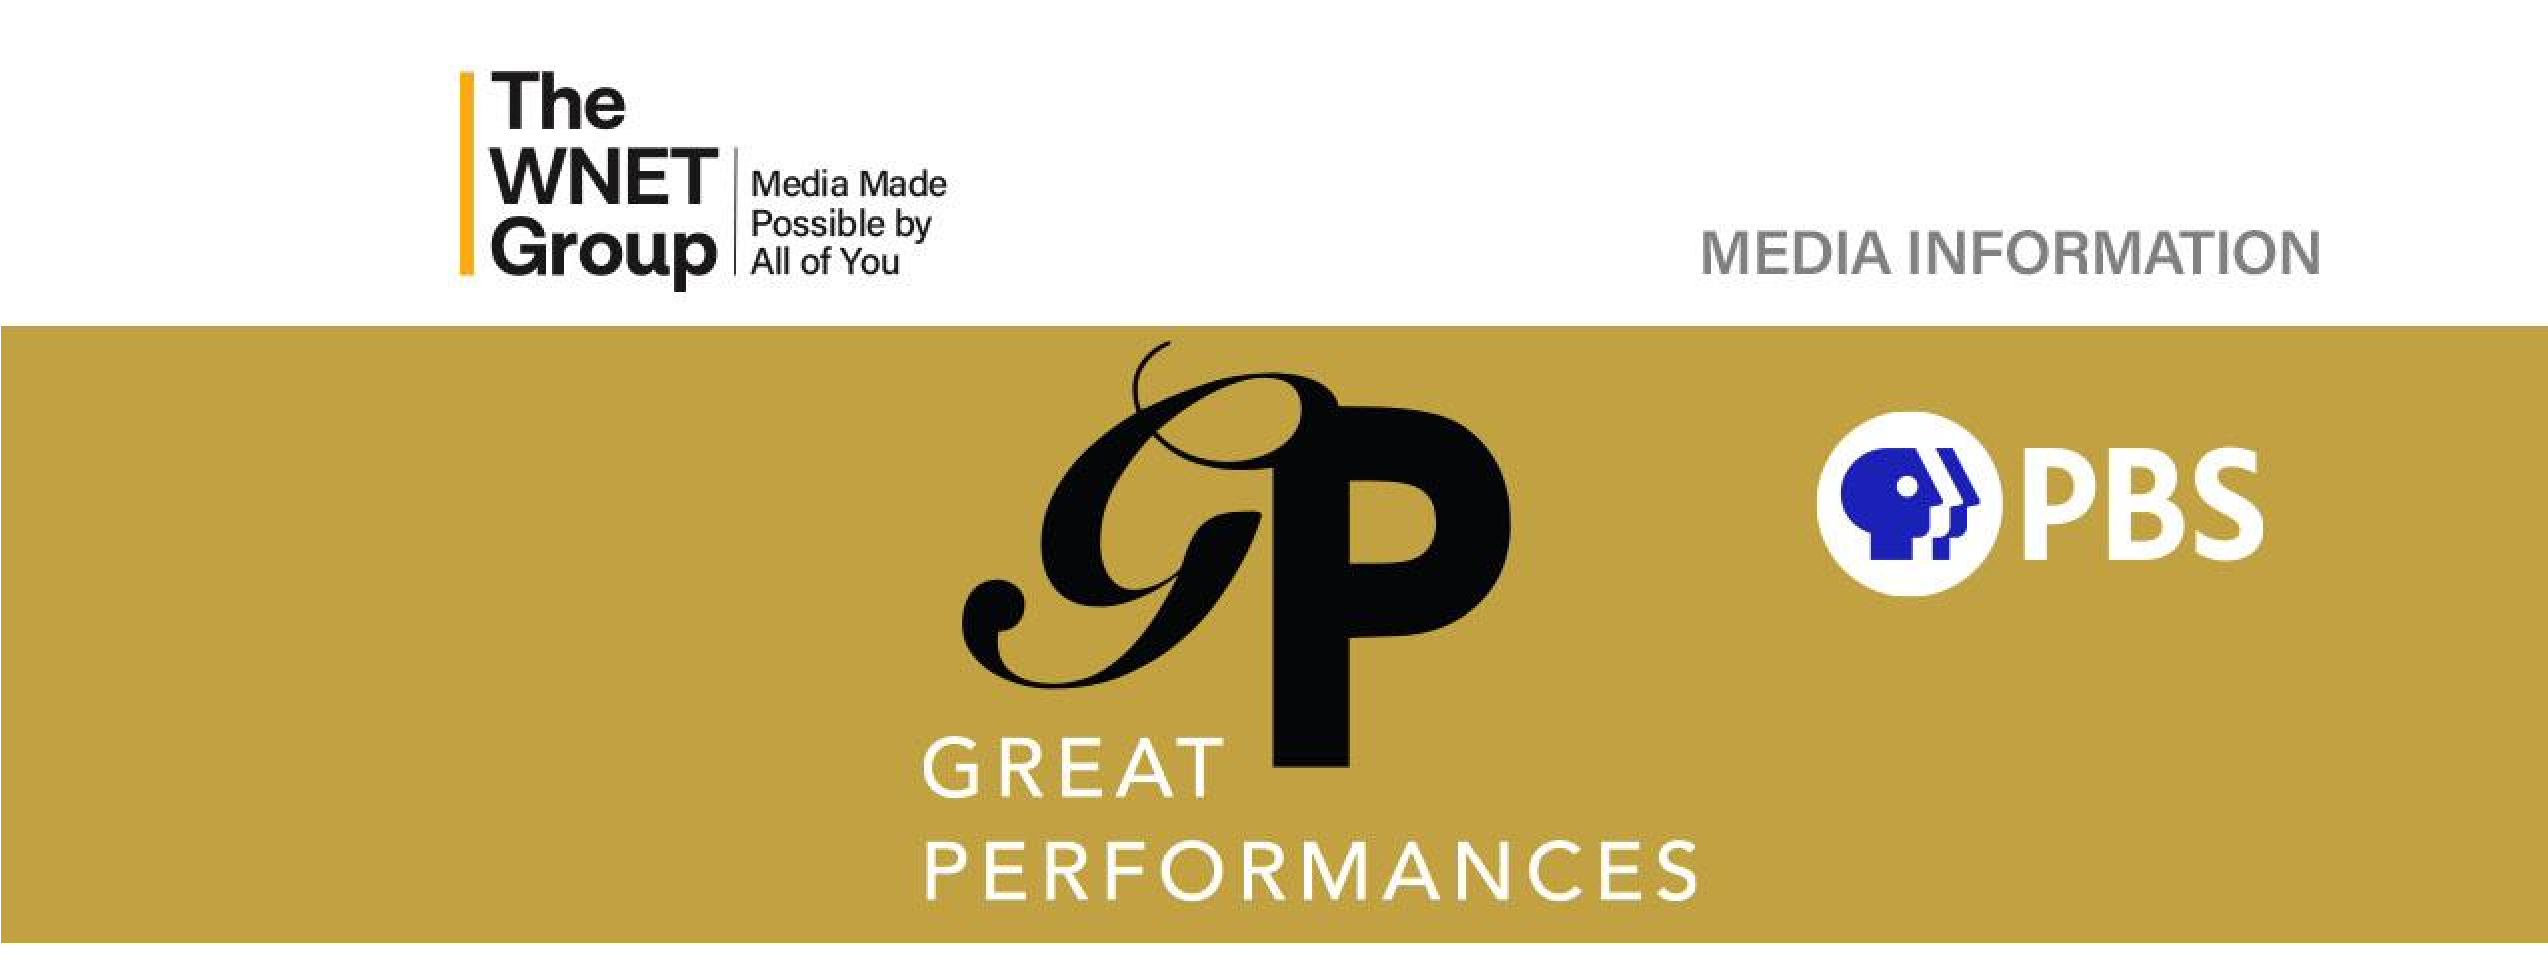 The
WNET
Group
Media Made
Possible by
All of You
MEDIA INFORMATION
GP
PBS
GREAT
PERFORMANCES